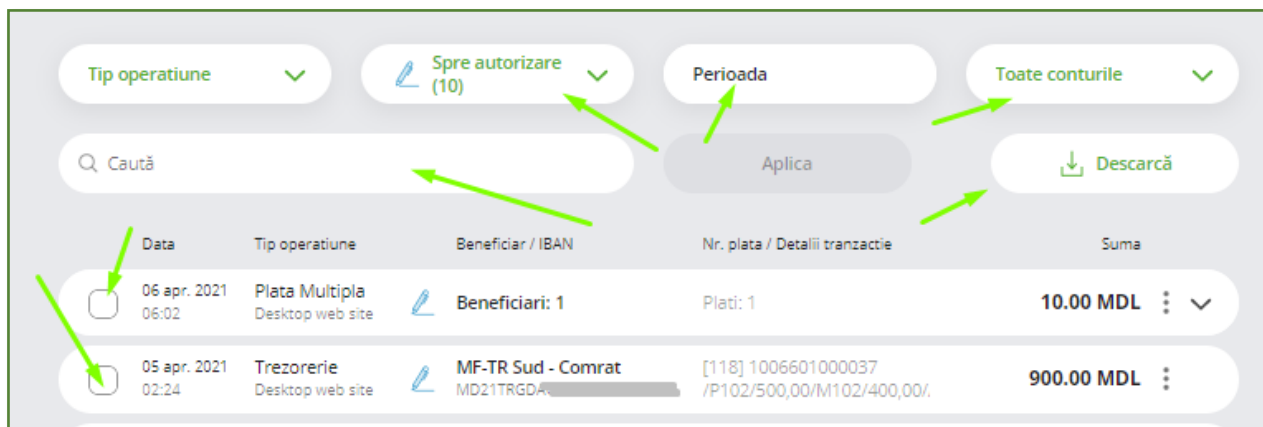 Tip operatiune
Spre autorizare
(10)
Perioada
Toate conturile
Caută
Aplica
Descarcă
Data Tip operatiune Beneficiar / IBAN Nr. plata / Detalii tranzactie Suma
06 apr. 2021 Plata Multipla Beneficiari: 1 Plati: 1 10.00 MDL
06:02 Desktop web site
05 apr. 2021 Trezorerie MF-TR Sud - Comrat [118] 1006601000037 900.00 MDL
02:24 Desktop web site MD21TRGDA /P102/500,00/M102/400,00/.